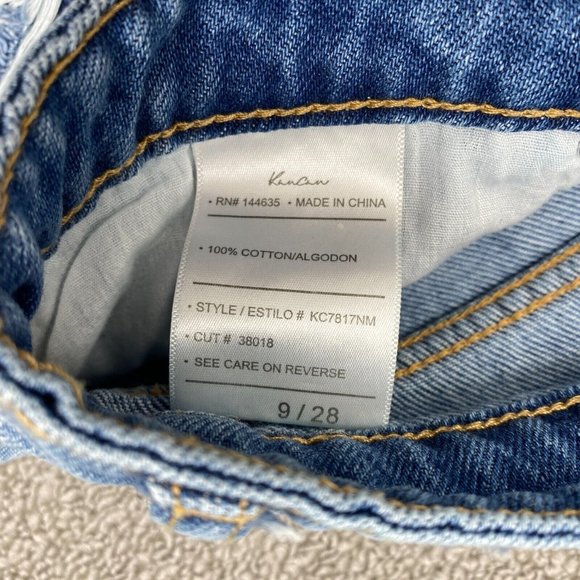 Kancan
• RN# 144635 • MADE IN CHINA
• 100% COTTON/ALGODON
• STYLE / ESTILO # KC7817NM
• CUT # 38018
• SEE CARE ON REVERSE
9 / 28